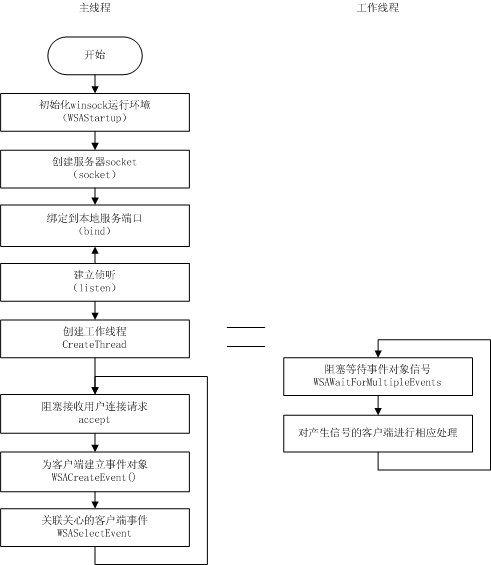 主线程
工作线程
开始
初始化winsock运行环境
（WSAStartup）
创建服务器socket
（socket）
绑定到本地服务端口
（bind）
建立侦听
（listen）
创建工作线程
CreateThread
阻塞等待事件对象信号
WSAWaitForMultipleEvents
阻塞接收用户连接请求
accept
对产生信号的客户端进行相应处理
为客户端建立事件对象
WSACreateEvent()
关联关心的客户端事件
WSASelectEvent